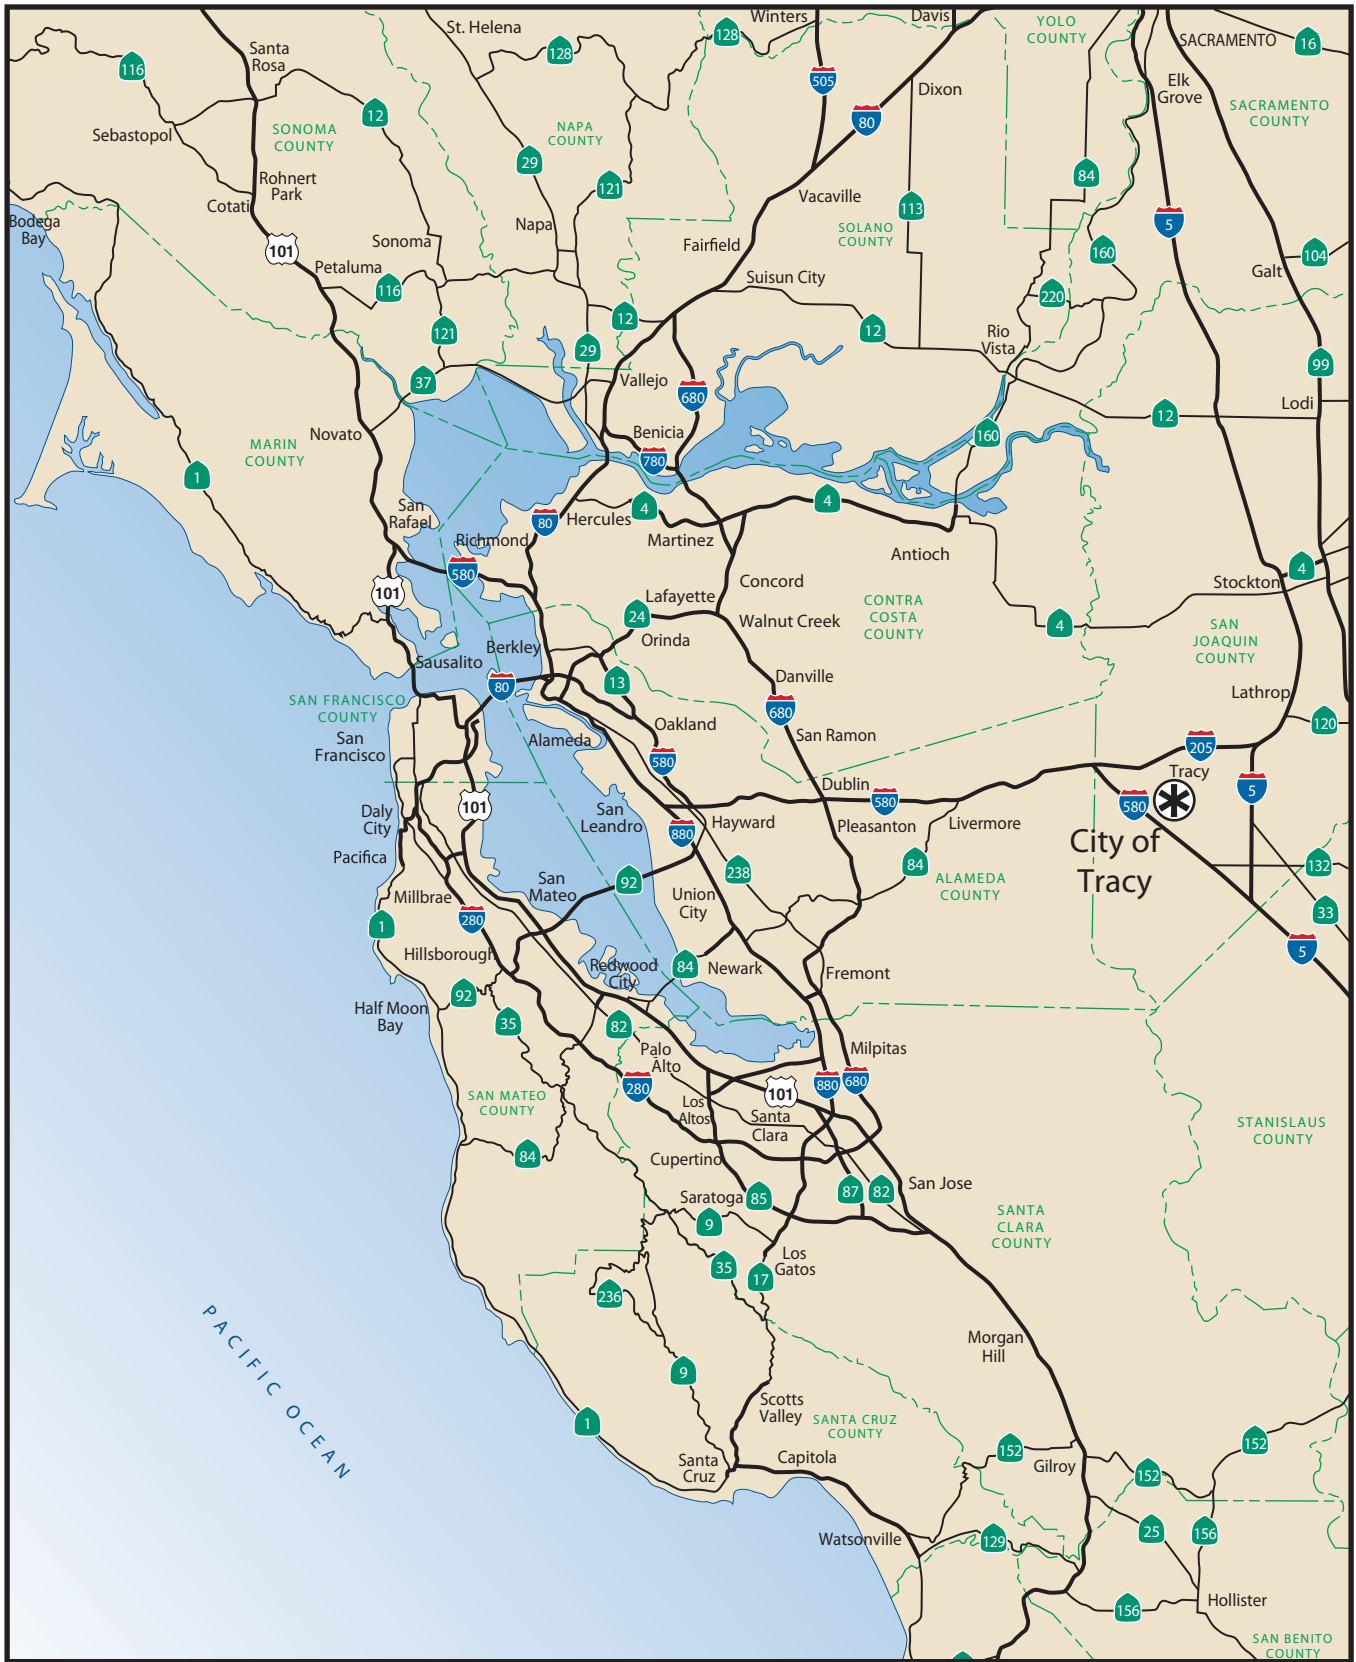 Winters
Davis
YOLO
COUNTY
St. Helena
128
128
SACRAMENTO
16
Santa
Rosa
116
505
Dixon
Elk
Grove
SACRAMENTO
COUNTY
12
80
Sebastopol
SONOMA
COUNTY
NAPA
COUNTY
29
121
84
Rohnert
Park
Cotati
Vacaville
113
5
Bodega
Bay
Napa
SOLANO
COUNTY
101
Sonoma
Fairfield
160
104
Galt
Petaluma
116
Suisun City
220
12
12
121
29
Rio
Vista
99
37
Vallejo
680
Lodi
12
Novato
MARIN
COUNTY
Benicia
160
780
1
San
Rafael
80
Hercules
4
4
Richmond
Martinez
Antioch
580
4
Stockton
101
Concord
Lafayette
CONTRA
COSTA
COUNTY
24
Walnut Creek
4
Orinda
SAN
JOAQUIN
COUNTY
Berkley
Sausalito
80
13
Danville
Lathrop
SAN FRANCISCO
COUNTY
680
120
Oakland
San Ramon
San
Francisco
Alameda
580
205
Tracy
Dublin
580
580
5
101
San
Leandro
Daly
City
Hayward
Pleasanton
Livermore
880
City of
Tracy
Pacifica
84
132
238
San
Mateo
92
ALAMEDA
COUNTY
Millbrae
Union
City
33
280
1
5
Hillsborough
Redwood
City
84
Newark
Fremont
92
Half Moon
Bay
35
82
Palo
Alto
Milpitas
280
880
680
101
SAN MATEO
COUNTY
Los
Altos
Santa
Clara
STANISLAUS
COUNTY
84
Cupertino
San Jose
Saratoga
85
87
82
9
SANTA
CLARA
COUNTY
Los
Gatos
35
17
236
PACIFIC OCEAN
Morgan
Hill
9
Scotts
Valley
SANTA CRUZ
COUNTY
1
152
152
Santa
Cruz
Capitola
Gilroy
152
Watsonville
129
25
156
Hollister
156
SAN BENITO
COUNTY